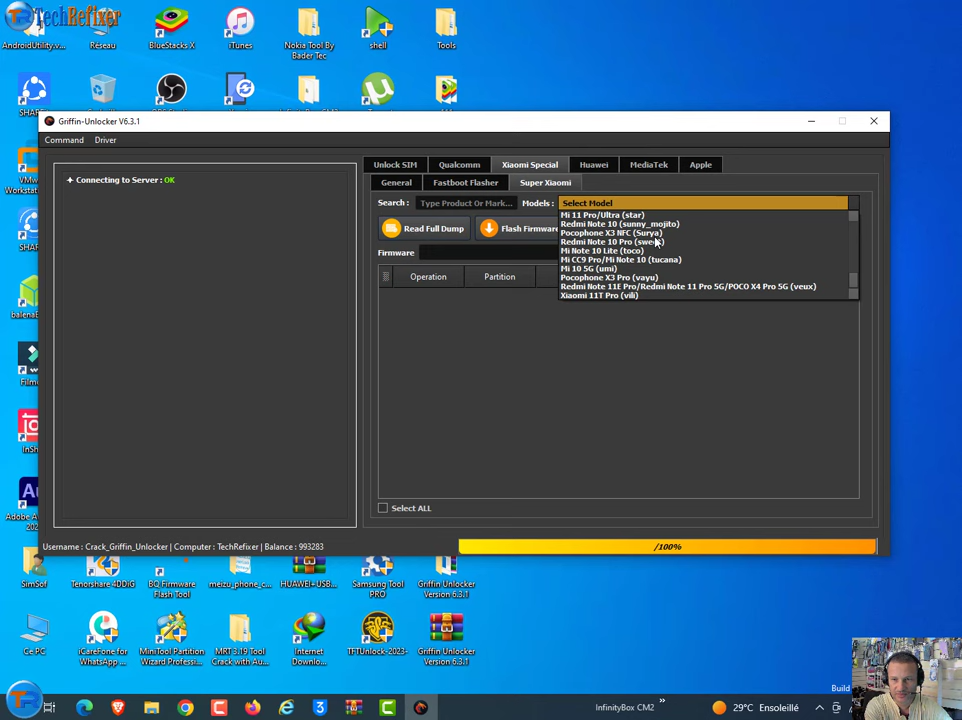 TechRefixer
AndroidUtility.v...
Reseau
BlueStacks X
iTunes
Nokia Tool By
Bader Tec
shell
Tools
Griffin-Unlocker V6.3.1
Command
Driver
Connecting to Server : OK
Unlock SIM
Qualcomm
Xiaomi Special
Huawei
MediaTek
Apple
General
Fastboot Flasher
Super Xiaomi
Search :
Type Product Or Mark...
Models :
Select Model
Mi 11 Pro/Ultra (star)
Redmi Note 10 (sunny_mojito)
Pocophone X3 NFC (Surya)
Redmi Note 10 Pro (sweet)
Mi Note 10 Lite (toco)
Mi CC9 Pro/Mi Note 10 (tucana)
Mi 10 5G (umi)
Pocophone X3 Pro (vayu)
Redmi Note 11E Pro/Redmi Note 11 Pro 5G/POCO X4 Pro 5G (veux)
Xiaomi 11T Pro (vili)
Read Full Dump
Flash Firmware
Firmware
Operation
Partition
Select ALL
Username : Crack_Griffin_Unlocker | Computer : TechRefixer | Balance : 993283
/100%
SimSof
Tenorshare 4DDiG
BQ Firmware
Flash Tool
meizu_phone_c...
HUAWEI+USB...
Samsung Tool
PRO
Griffin Unlocker
Version 6.3.1
Ce PC
iCareFone for
WhatsApp ...
MiniTool Partition
Wizard Professi...
MRT 3.19 Tool
Crack with Au...
Internet
Downlo...
TFTUnlock-2023-
Griffin Unlocker
Version 6.3.1
Build
InfinityBox CM2
29°C Ensoleillé